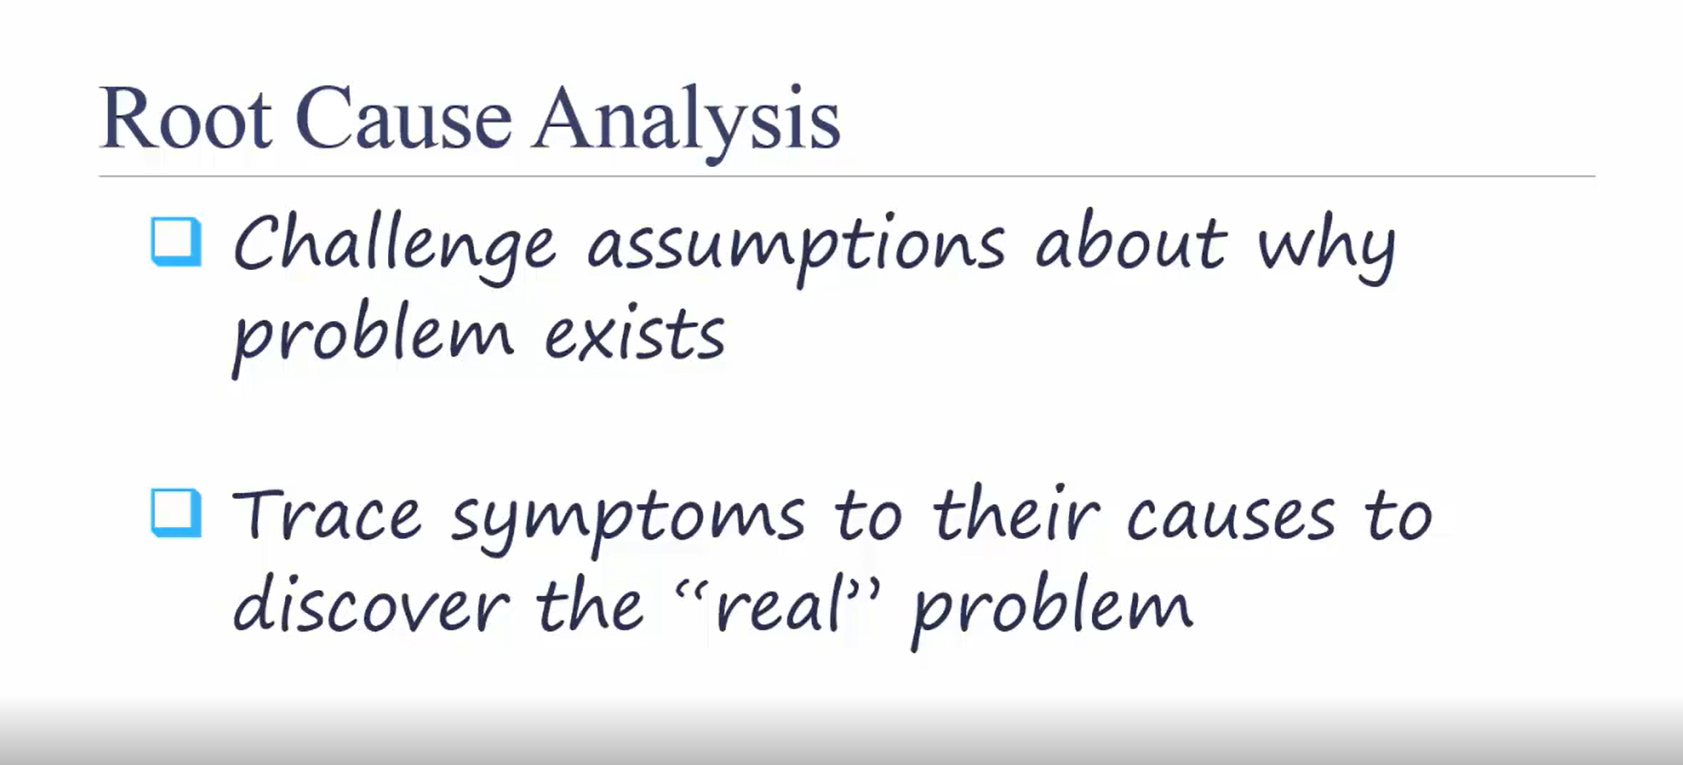 Root Cause Analysis
Challenge assumptions about why
problem exists
Trace symptoms to their causes to
discover the “real” problem